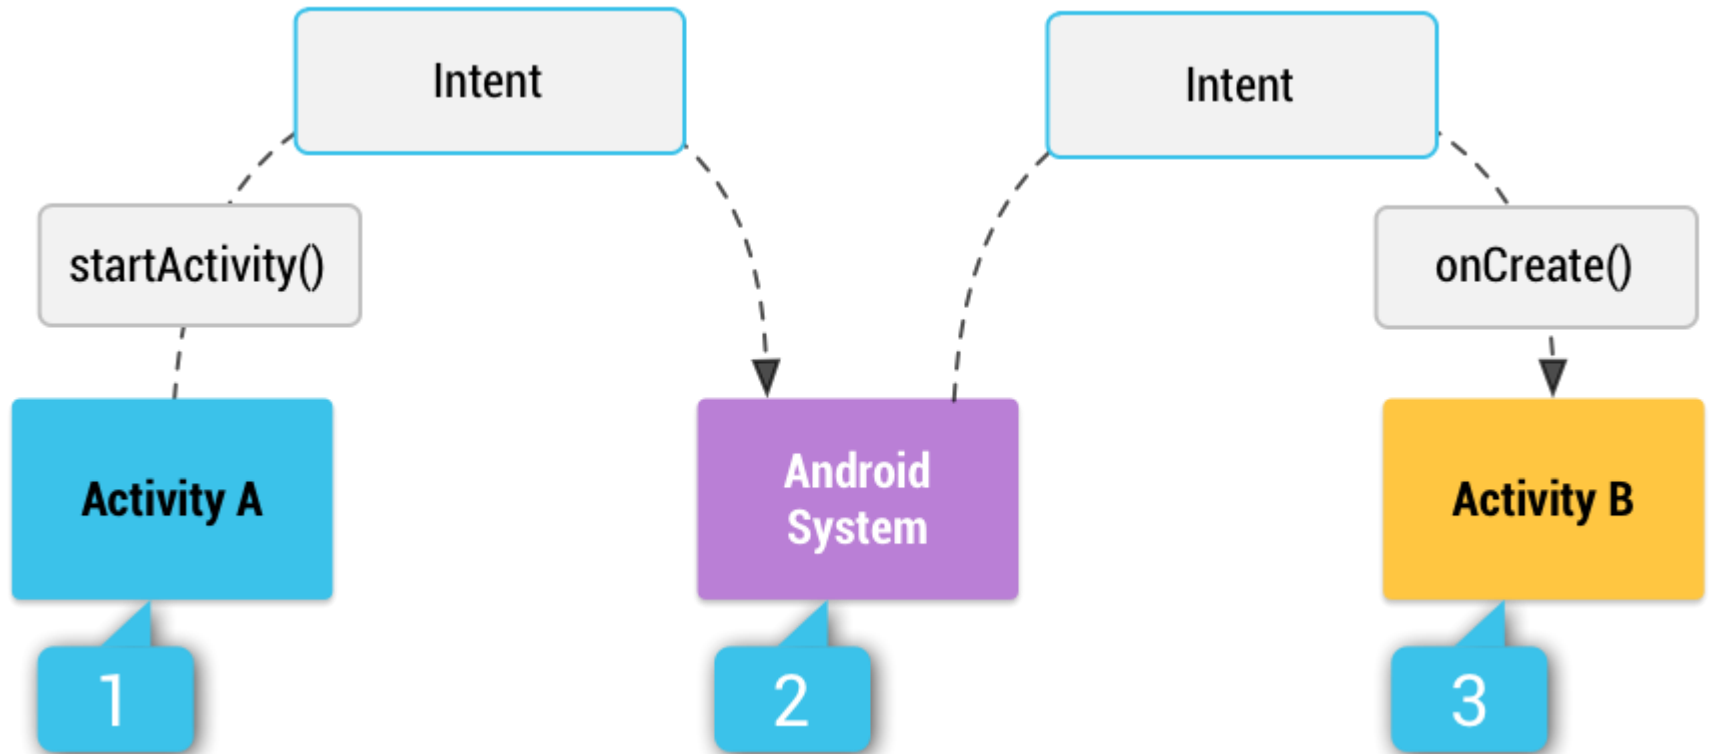 Intent
Intent
startActivity()
onCreate()
Activity A
Android
System
Activity B
1
2
3